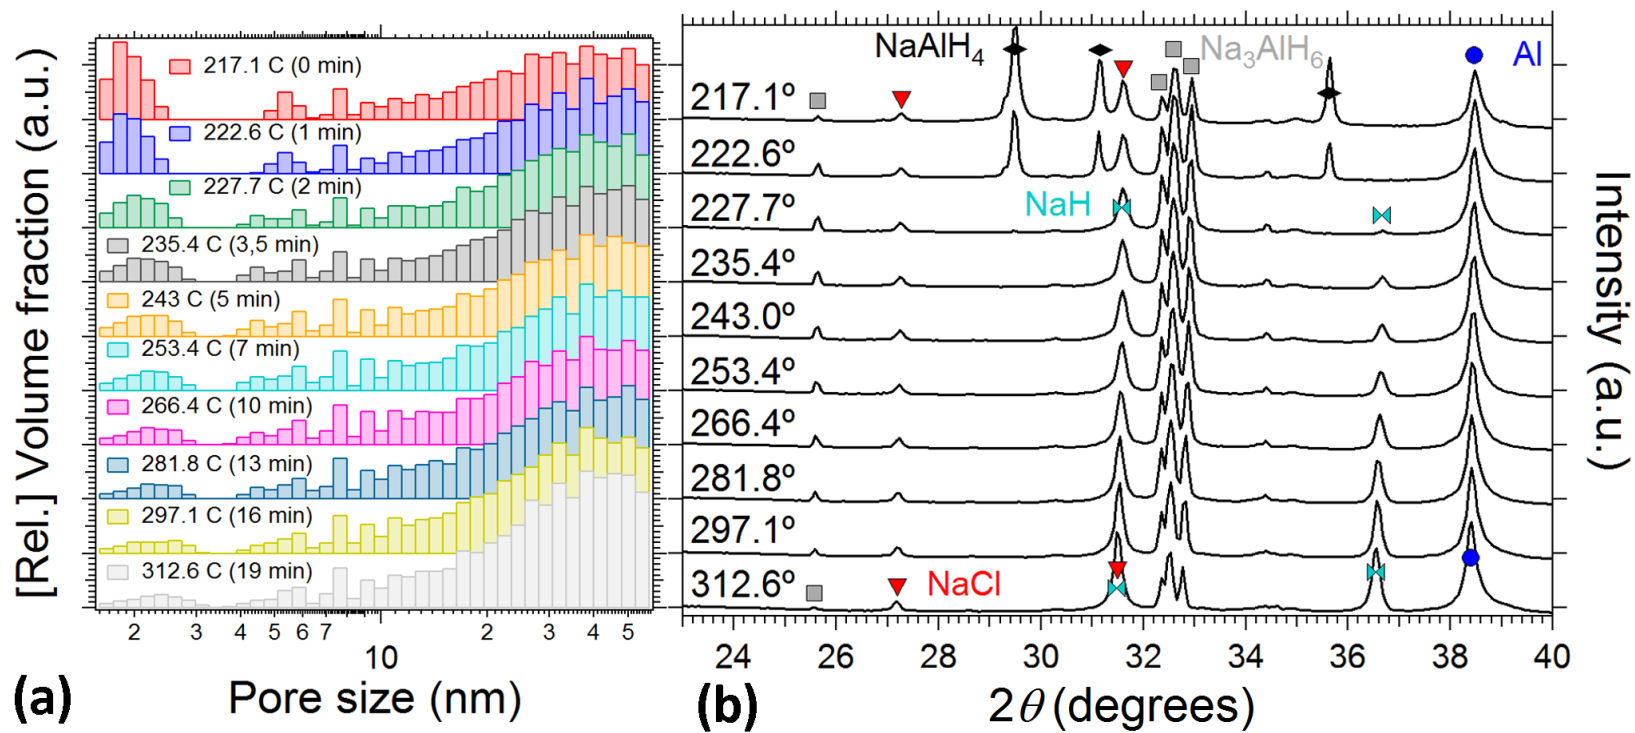 [Rel.] Volume fraction (a.u.)
217.1 C (0 min)
222.6 C (1 min)
227.7 C (2 min)
235.4 C (3,5 min)
243 C (5 min)
253.4 C (7 min)
266.4 C (10 min)
281.8 C (13 min)
297.1 C (16 min)
312.6 C (19 min)
2 3 4 5 6 7 2 3 4 5
10
Pore size (nm)
(a)
NaAlH4
Na3AlH6
Al
217.1º
222.6º
227.7º
NaH
235.4º
243.0º
253.4º
266.4º
281.8º
297.1º
312.6º
NaCl
24 26 28 30 32 34 36 38 40
2θ (degrees)
(b)
Intensity (a.u.)